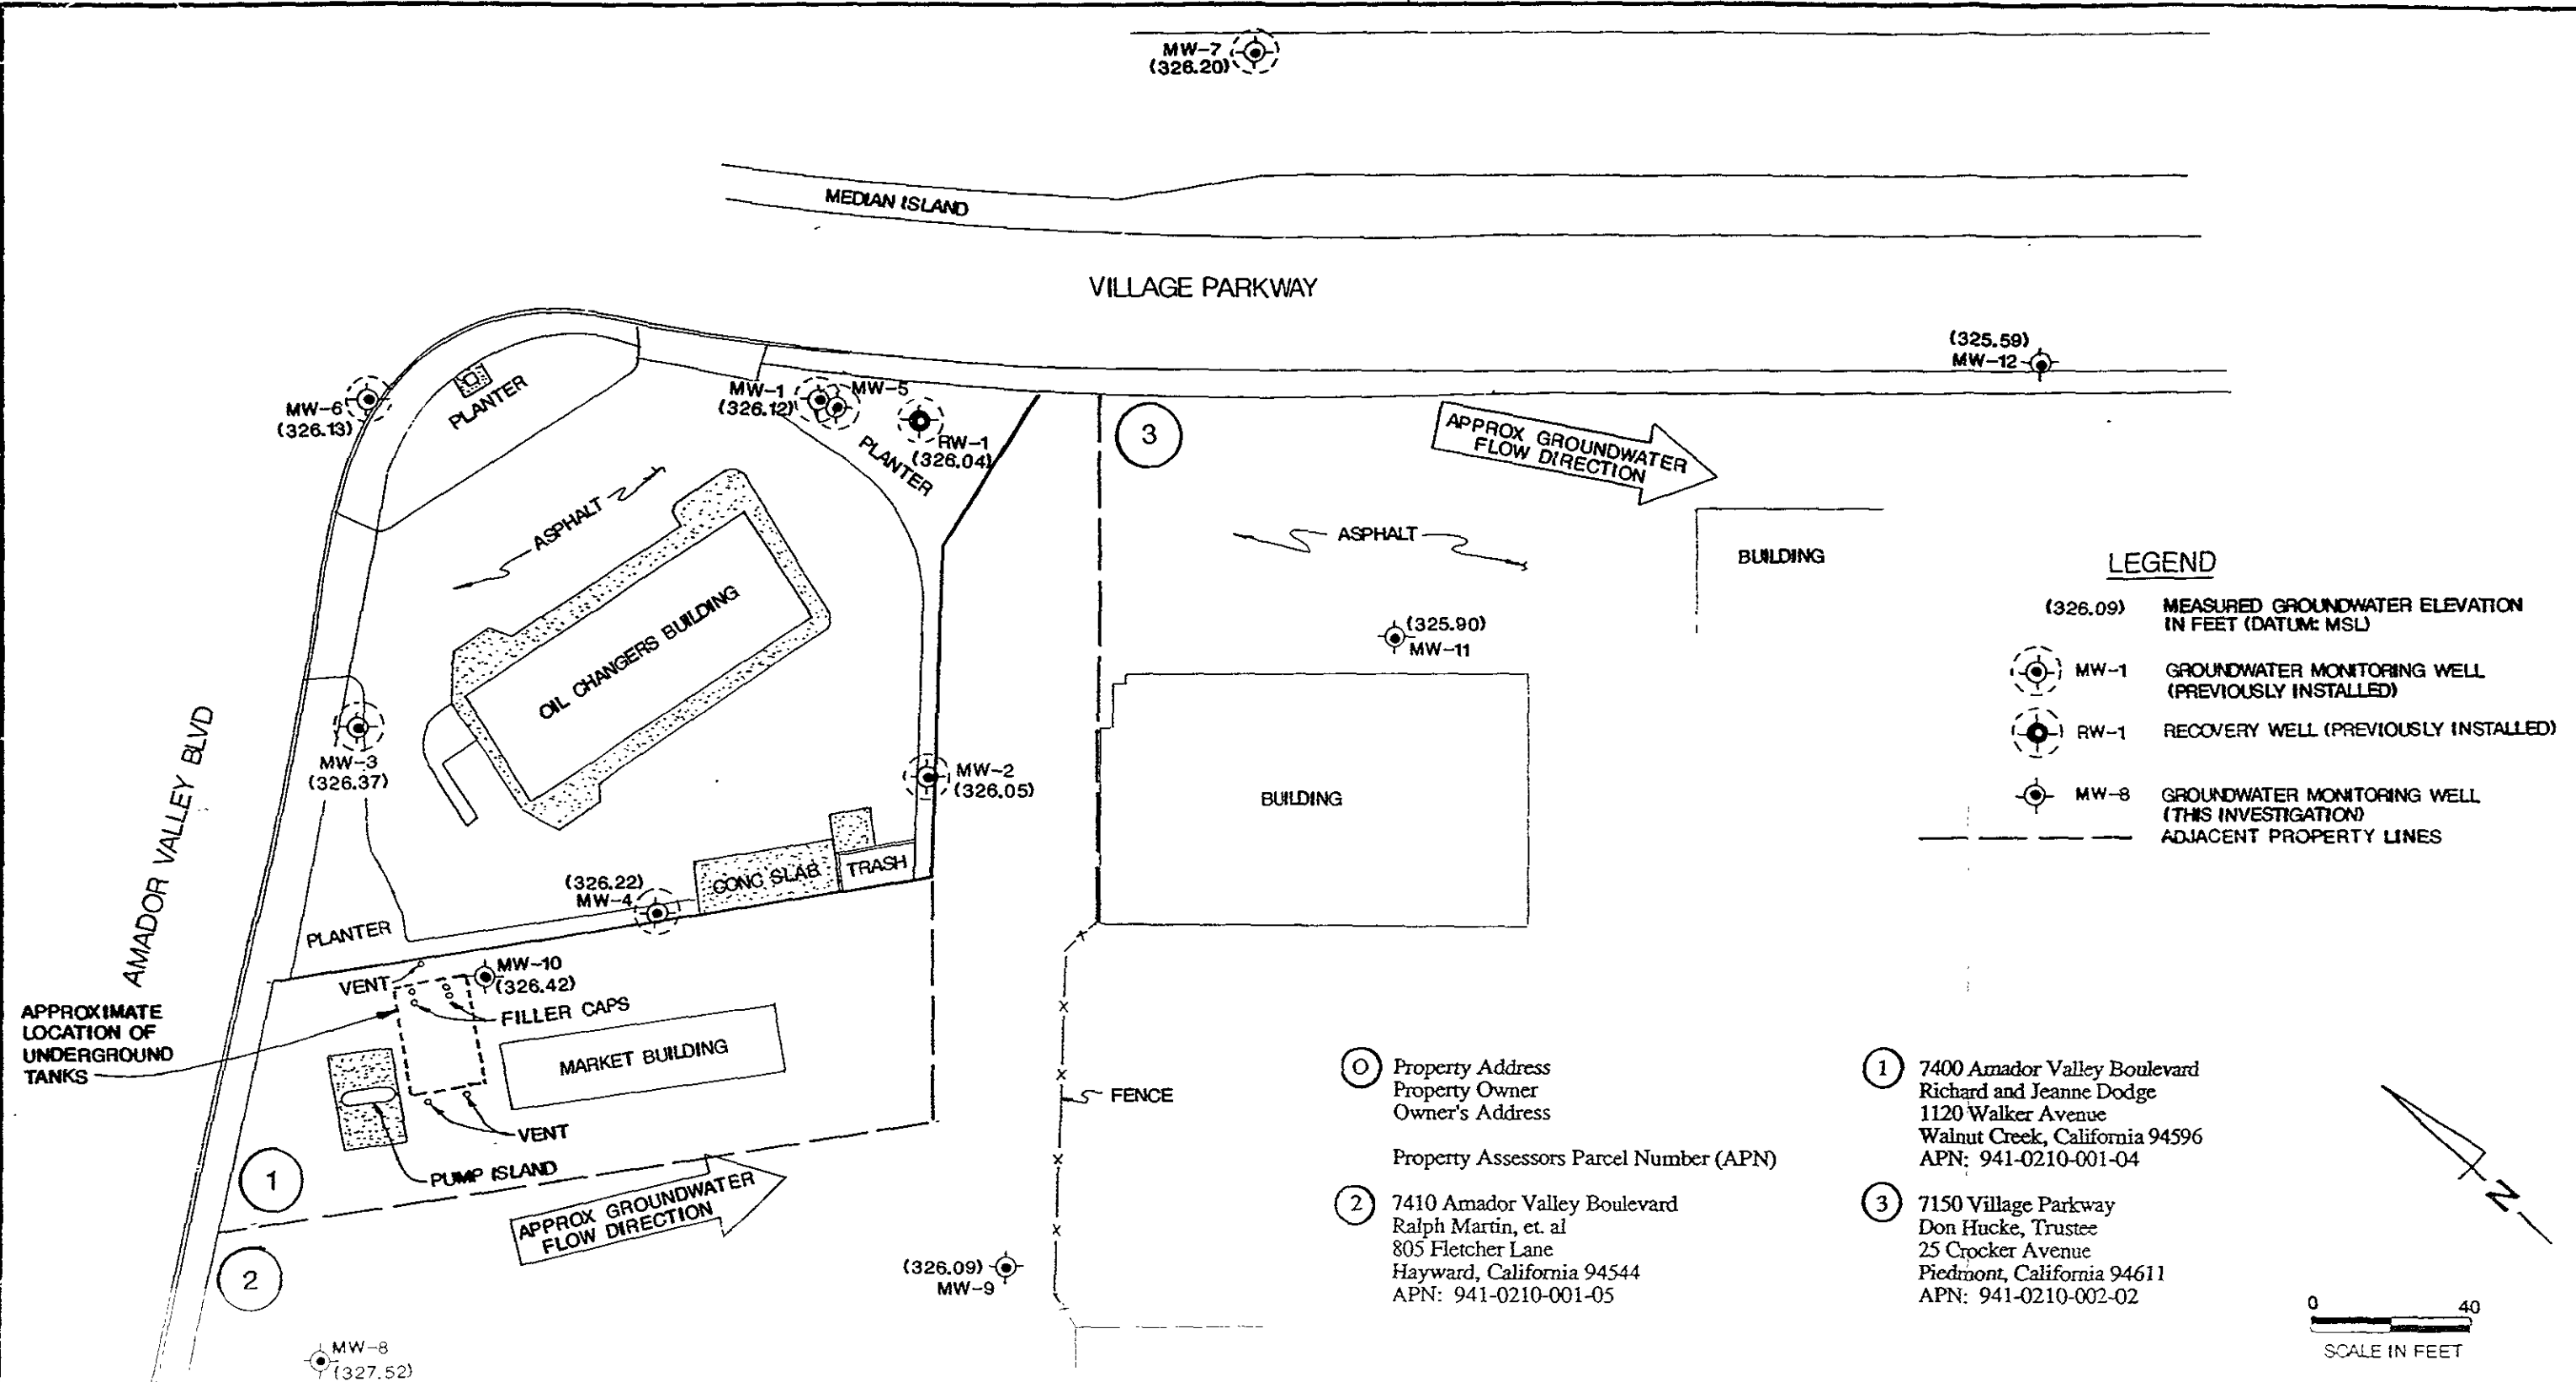 MW-7
(326.20)
MEDIAN ISLAND
VILLAGE PARKWAY
(325.59)
MW-12
MW-6
(326.13)
PLANTER
MW-1
(326.12)
MW-5
RW-1
(326.04)
PLANTER
3
APPROX GROUNDWATER
FLOW DIRECTION
ASPHALT
ASPHALT
BUILDING
OIL CHANGERS BUILDING
(325.90)
MW-11
LEGEND
(326.09) MEASURED GROUNDWATER ELEVATION
IN FEET (DATUM: MSL)
MW-1 GROUNDWATER MONITORING WELL
(PREVIOUSLY INSTALLED)
RW-1 RECOVERY WELL (PREVIOUSLY INSTALLED)
MW-8 GROUNDWATER MONITORING WELL
(THIS INVESTIGATION)
ADJACENT PROPERTY LINES
AMADOR VALLEY BLVD
MW-3
(326.37)
MW-2
(326.05)
BUILDING
CONC SLAB
TRASH
(326.22)
MW-4
PLANTER
VENT
MW-10
(326.42)
FILLER CAPS
APPROXIMATE
LOCATION OF
UNDERGROUND
TANKS
MARKET BUILDING
FENCE
VENT
PUMP ISLAND
1
2
APPROX GROUNDWATER
FLOW DIRECTION
(326.09)
MW-9
MW-8
(327.52)
0 Property Address
Property Owner
Owner's Address
Property Assessors Parcel Number (APN)
1 7400 Amador Valley Boulevard
Richard and Jeanne Dodge
1120 Walker Avenue
Walnut Creek, California 94596
APN: 941-0210-001-04
2 7410 Amador Valley Boulevard
Ralph Martin, et. al
805 Fletcher Lane
Hayward, California 94544
APN: 941-0210-001-05
3 7150 Village Parkway
Don Hucke, Trustee
25 Crocker Avenue
Piedmont, California 94611
APN: 941-0210-002-02
N
0 40
SCALE IN FEET